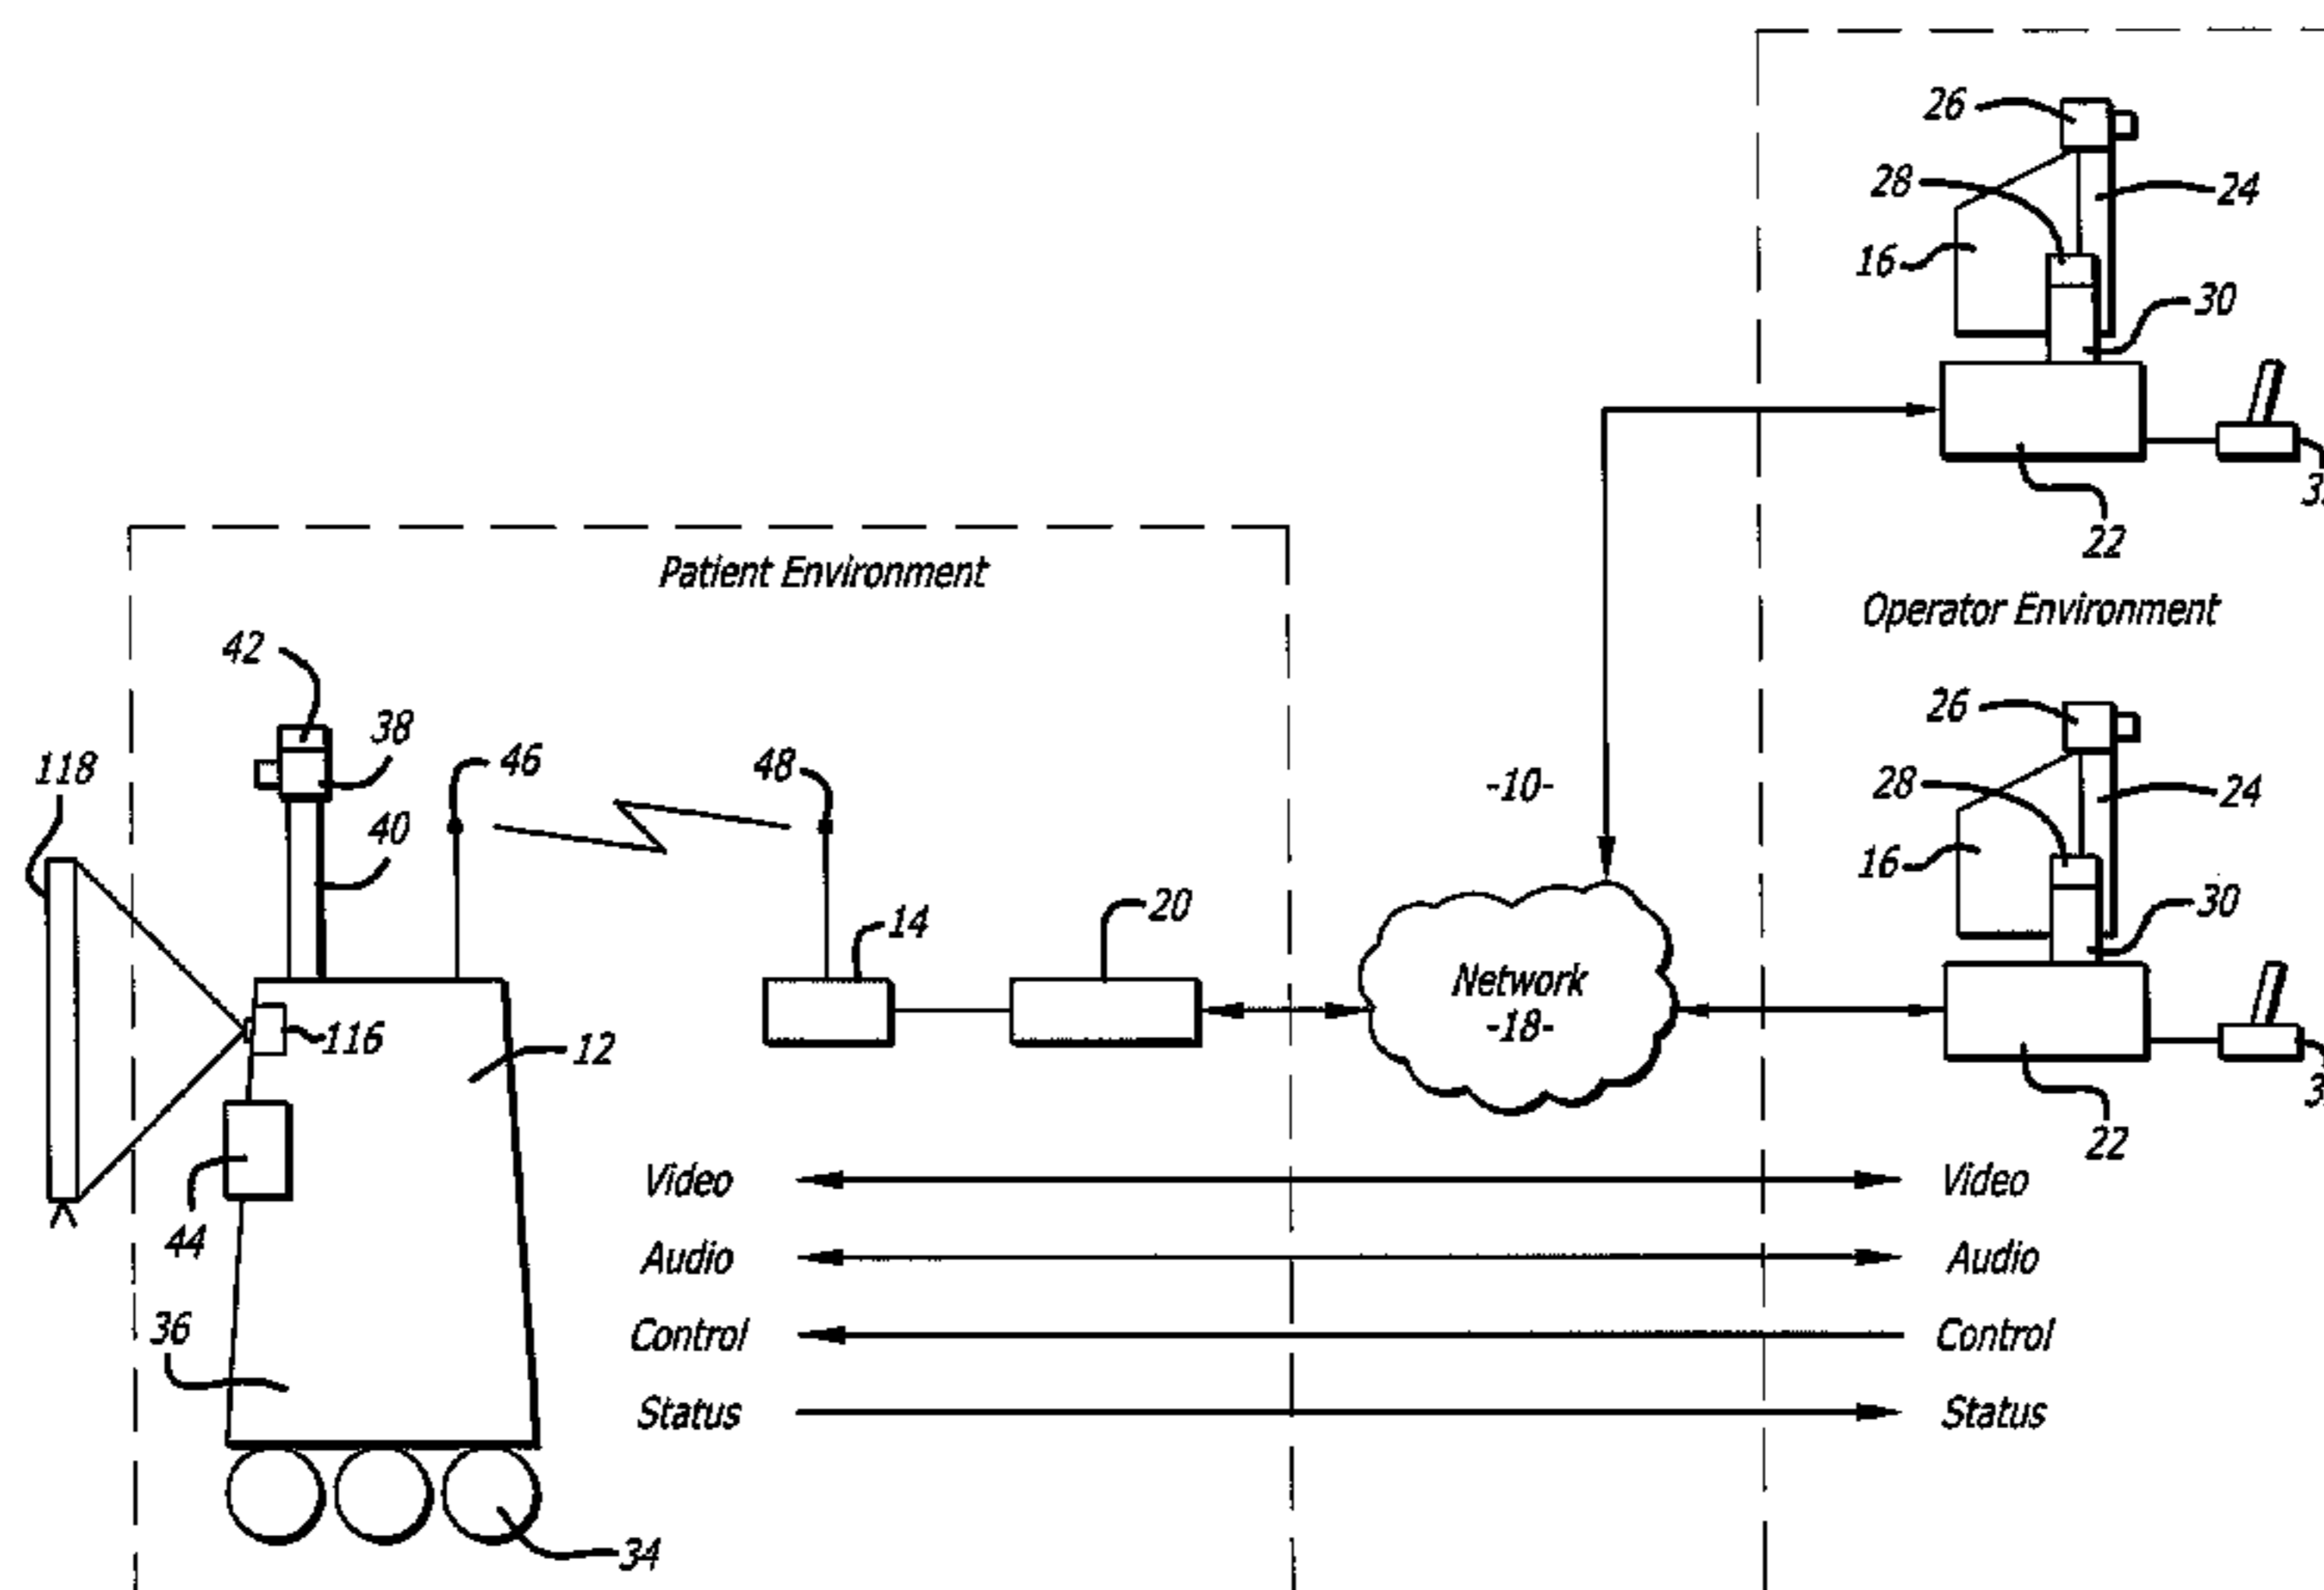 26
28
24
16
30
22
Patient Environment
Operator Environment
42
38
26
118
46
48
-10-
28
24
40
16
14
20
30
Network
-18-
116
12
22
Video
Video
44
Audio
Audio
36
Control
Control
Status
Status
34